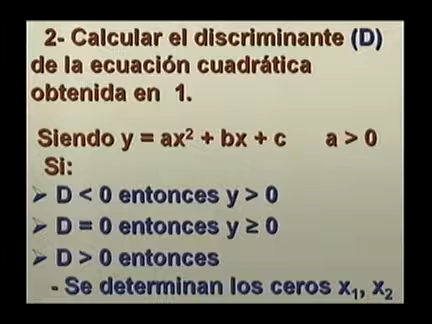 2- Calcular el discriminante (D)
de la ecuación cuadrática
obtenida en 1.
Siendo y = ax² + bx + c a > 0
Si:
➢ D < 0 entonces y > 0
➢ D = 0 entonces y ≥ 0
➢ D > 0 entonces
- Se determinan los ceros x₁, x₂